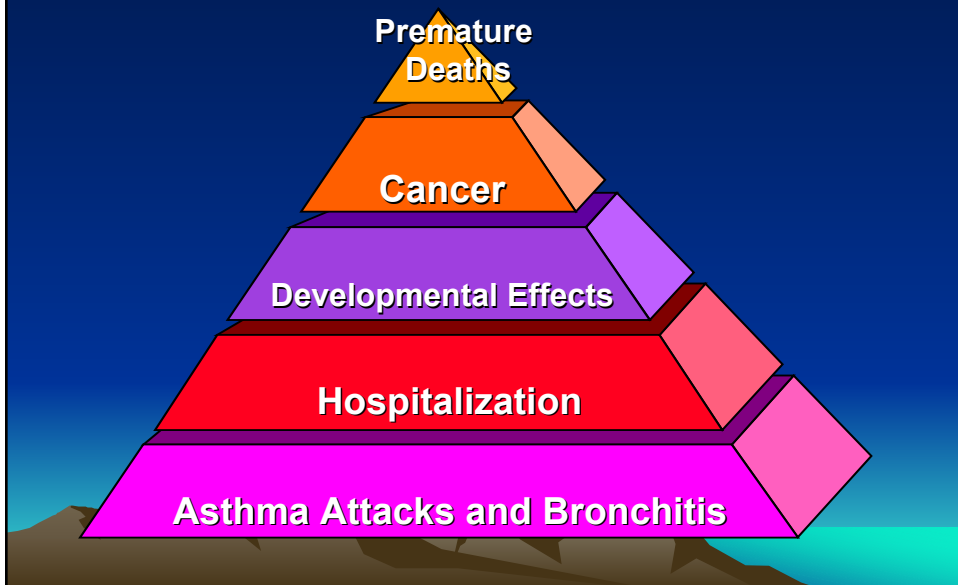 Premature
Deaths
Cancer
Developmental Effects
Hospitalization
Asthma Attacks and Bronchitis